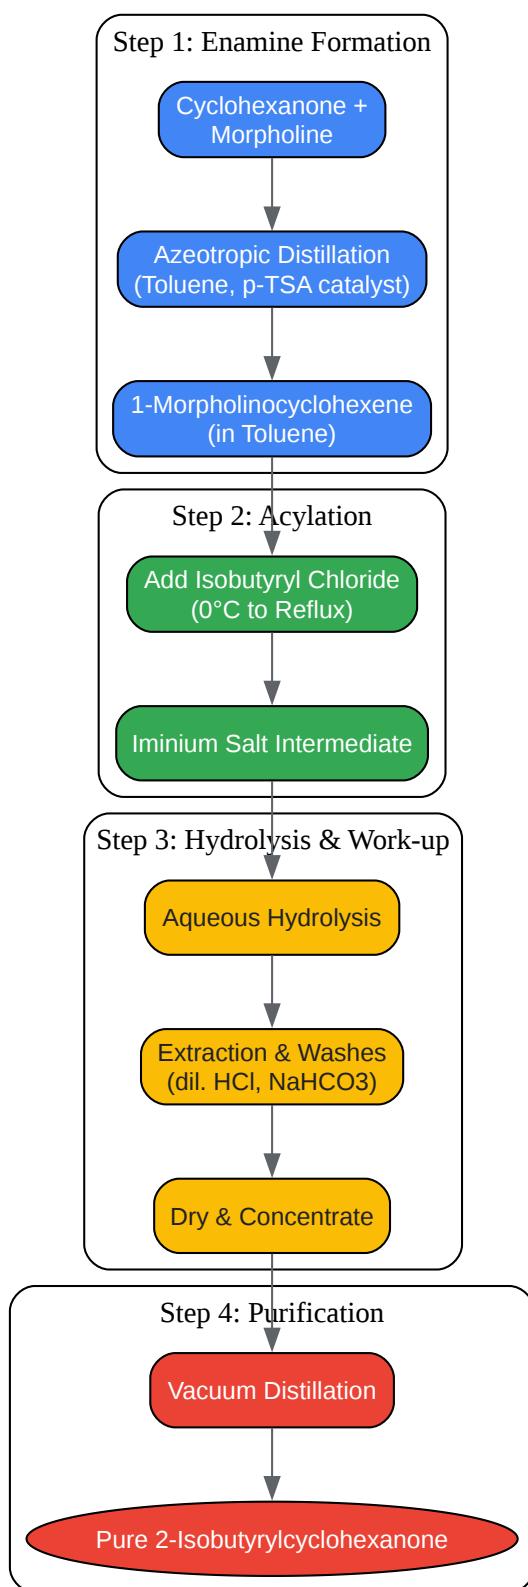 Step 1: Enamine Formation
Cyclohexanone +
Morpholine
Azeotropic Distillation
(Toluene, p-TSA catalyst)
1-Morpholinocyclohexene
(in Toluene)
Step 2: Acylation
Add Isobutyryl Chloride
(0°C to Reflux)
Iminium Salt Intermediate
Step 3: Hydrolysis & Work-up
Aqueous Hydrolysis
Extraction & Washes
(dil. HCl, NaHCO3)
Dry & Concentrate
Step 4: Purification
Vacuum Distillation
Pure 2-Isobutyrylcyclohexanone